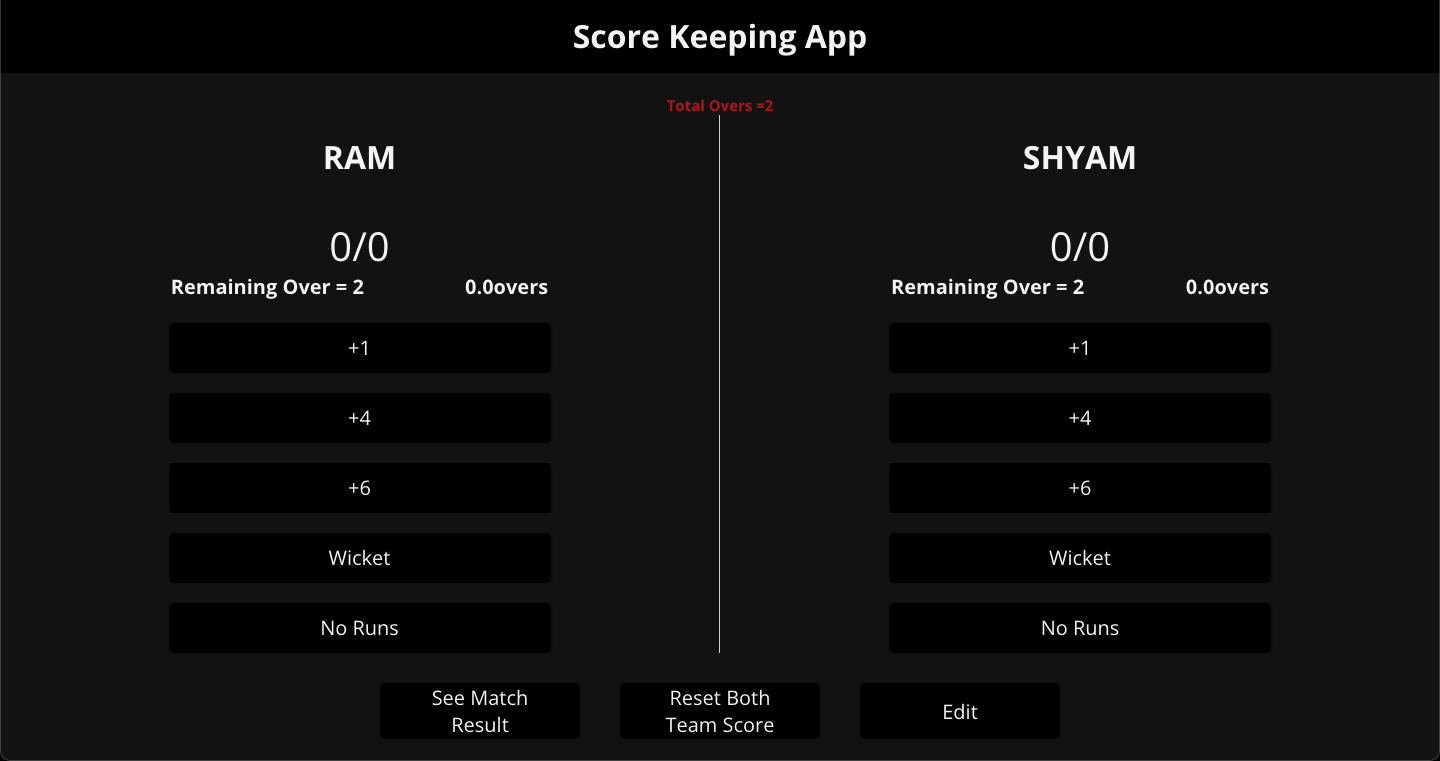 Score Keeping App
Total Overs =2
RAM
0/0
Remaining Over = 2 0.0overs
+1
+4
+6
Wicket
No Runs
SHYAM
0/0
Remaining Over = 2 0.0overs
+1
+4
+6
Wicket
No Runs
See Match
Result
Reset Both
Team Score
Edit